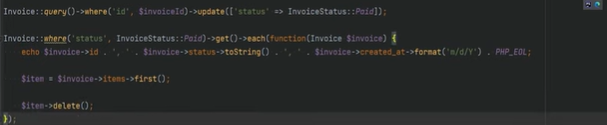 Invoice::query()->where('id', $invoiceId)->update(['status' => InvoiceStatus::Paid]);
Invoice::where('status', InvoiceStatus::Paid)->get()->each(function(Invoice $invoice) {
echo $invoice->id . ', ' . $invoice->status->toString() . ', ' . $invoice->created_at->format('m/d/Y') . PHP_EOL;
$item = $invoice->items->first();
$item->delete();
});